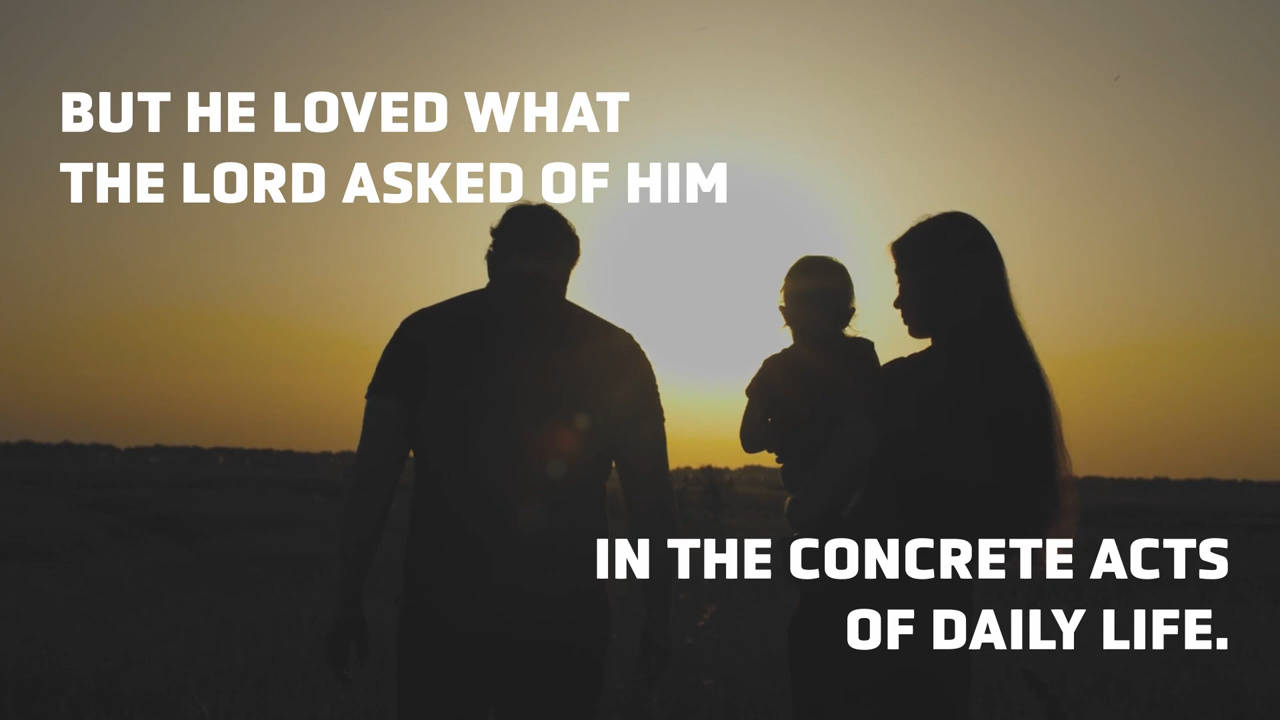 BUT HE LOVED WHAT
THE LORD ASKED OF HIM
IN THE CONCRETE ACTS
OF DAILY LIFE.